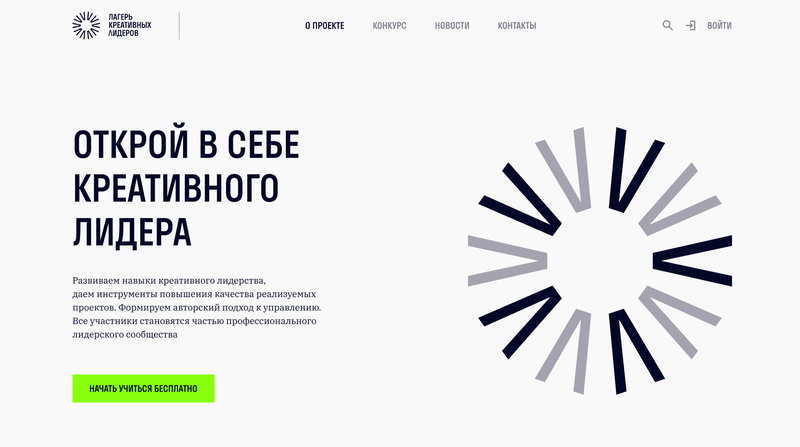 ЛАГЕРЬ
КРЕАТИВНЫХ
ЛИДЕРОВ
О ПРОЕКТЕ
КОНКУРС
НОВОСТИ
КОНТАКТЫ
ВОЙТИ
ОТКРОЙ В СЕБЕ
КРЕАТИВНОГО
ЛИДЕРА
Развиваем навыки креативного лидерства,
даем инструменты повышения качества реализуемых
проектов. Формируем авторский подход к управлению.
Все участники становятся частью профессионального
лидерского сообщества
НАЧАТЬ УЧИТЬСЯ БЕСПЛАТНО